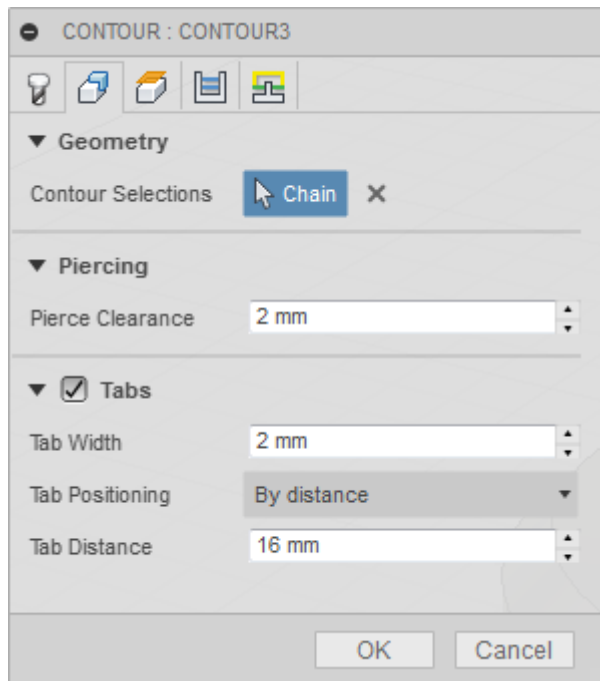 CONTOUR : CONTOUR3
Geometry
Contour Selections Chain
Piercing
Pierce Clearance 2 mm
Tabs
Tab Width 2 mm
Tab Positioning By distance
Tab Distance 16 mm
OK Cancel